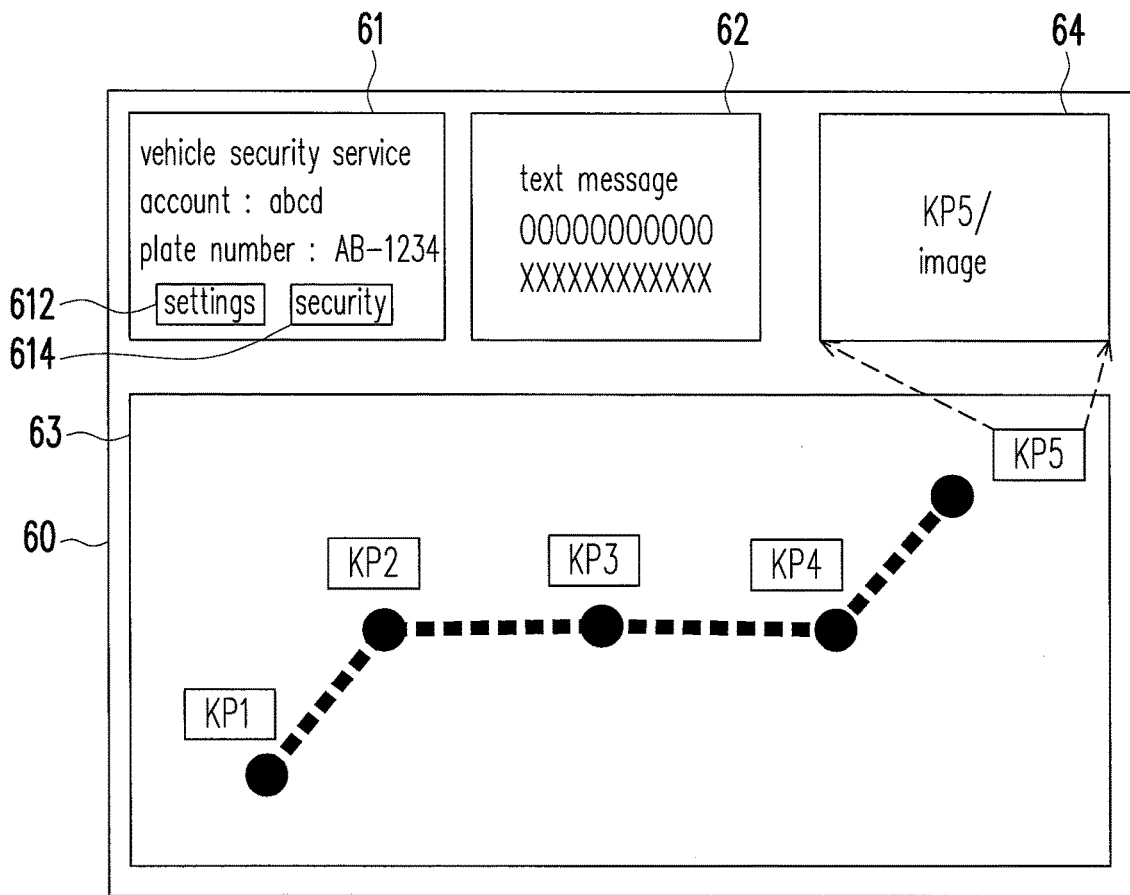 61
62
64
vehicle security service
account : abcd
plate number : AB-1234
settings
security
612
614
text message
OOOOOOOOOOO
XXXXXXXXXXXX
KP5/
image
63
KP5
60
KP2
KP3
KP4
KP1